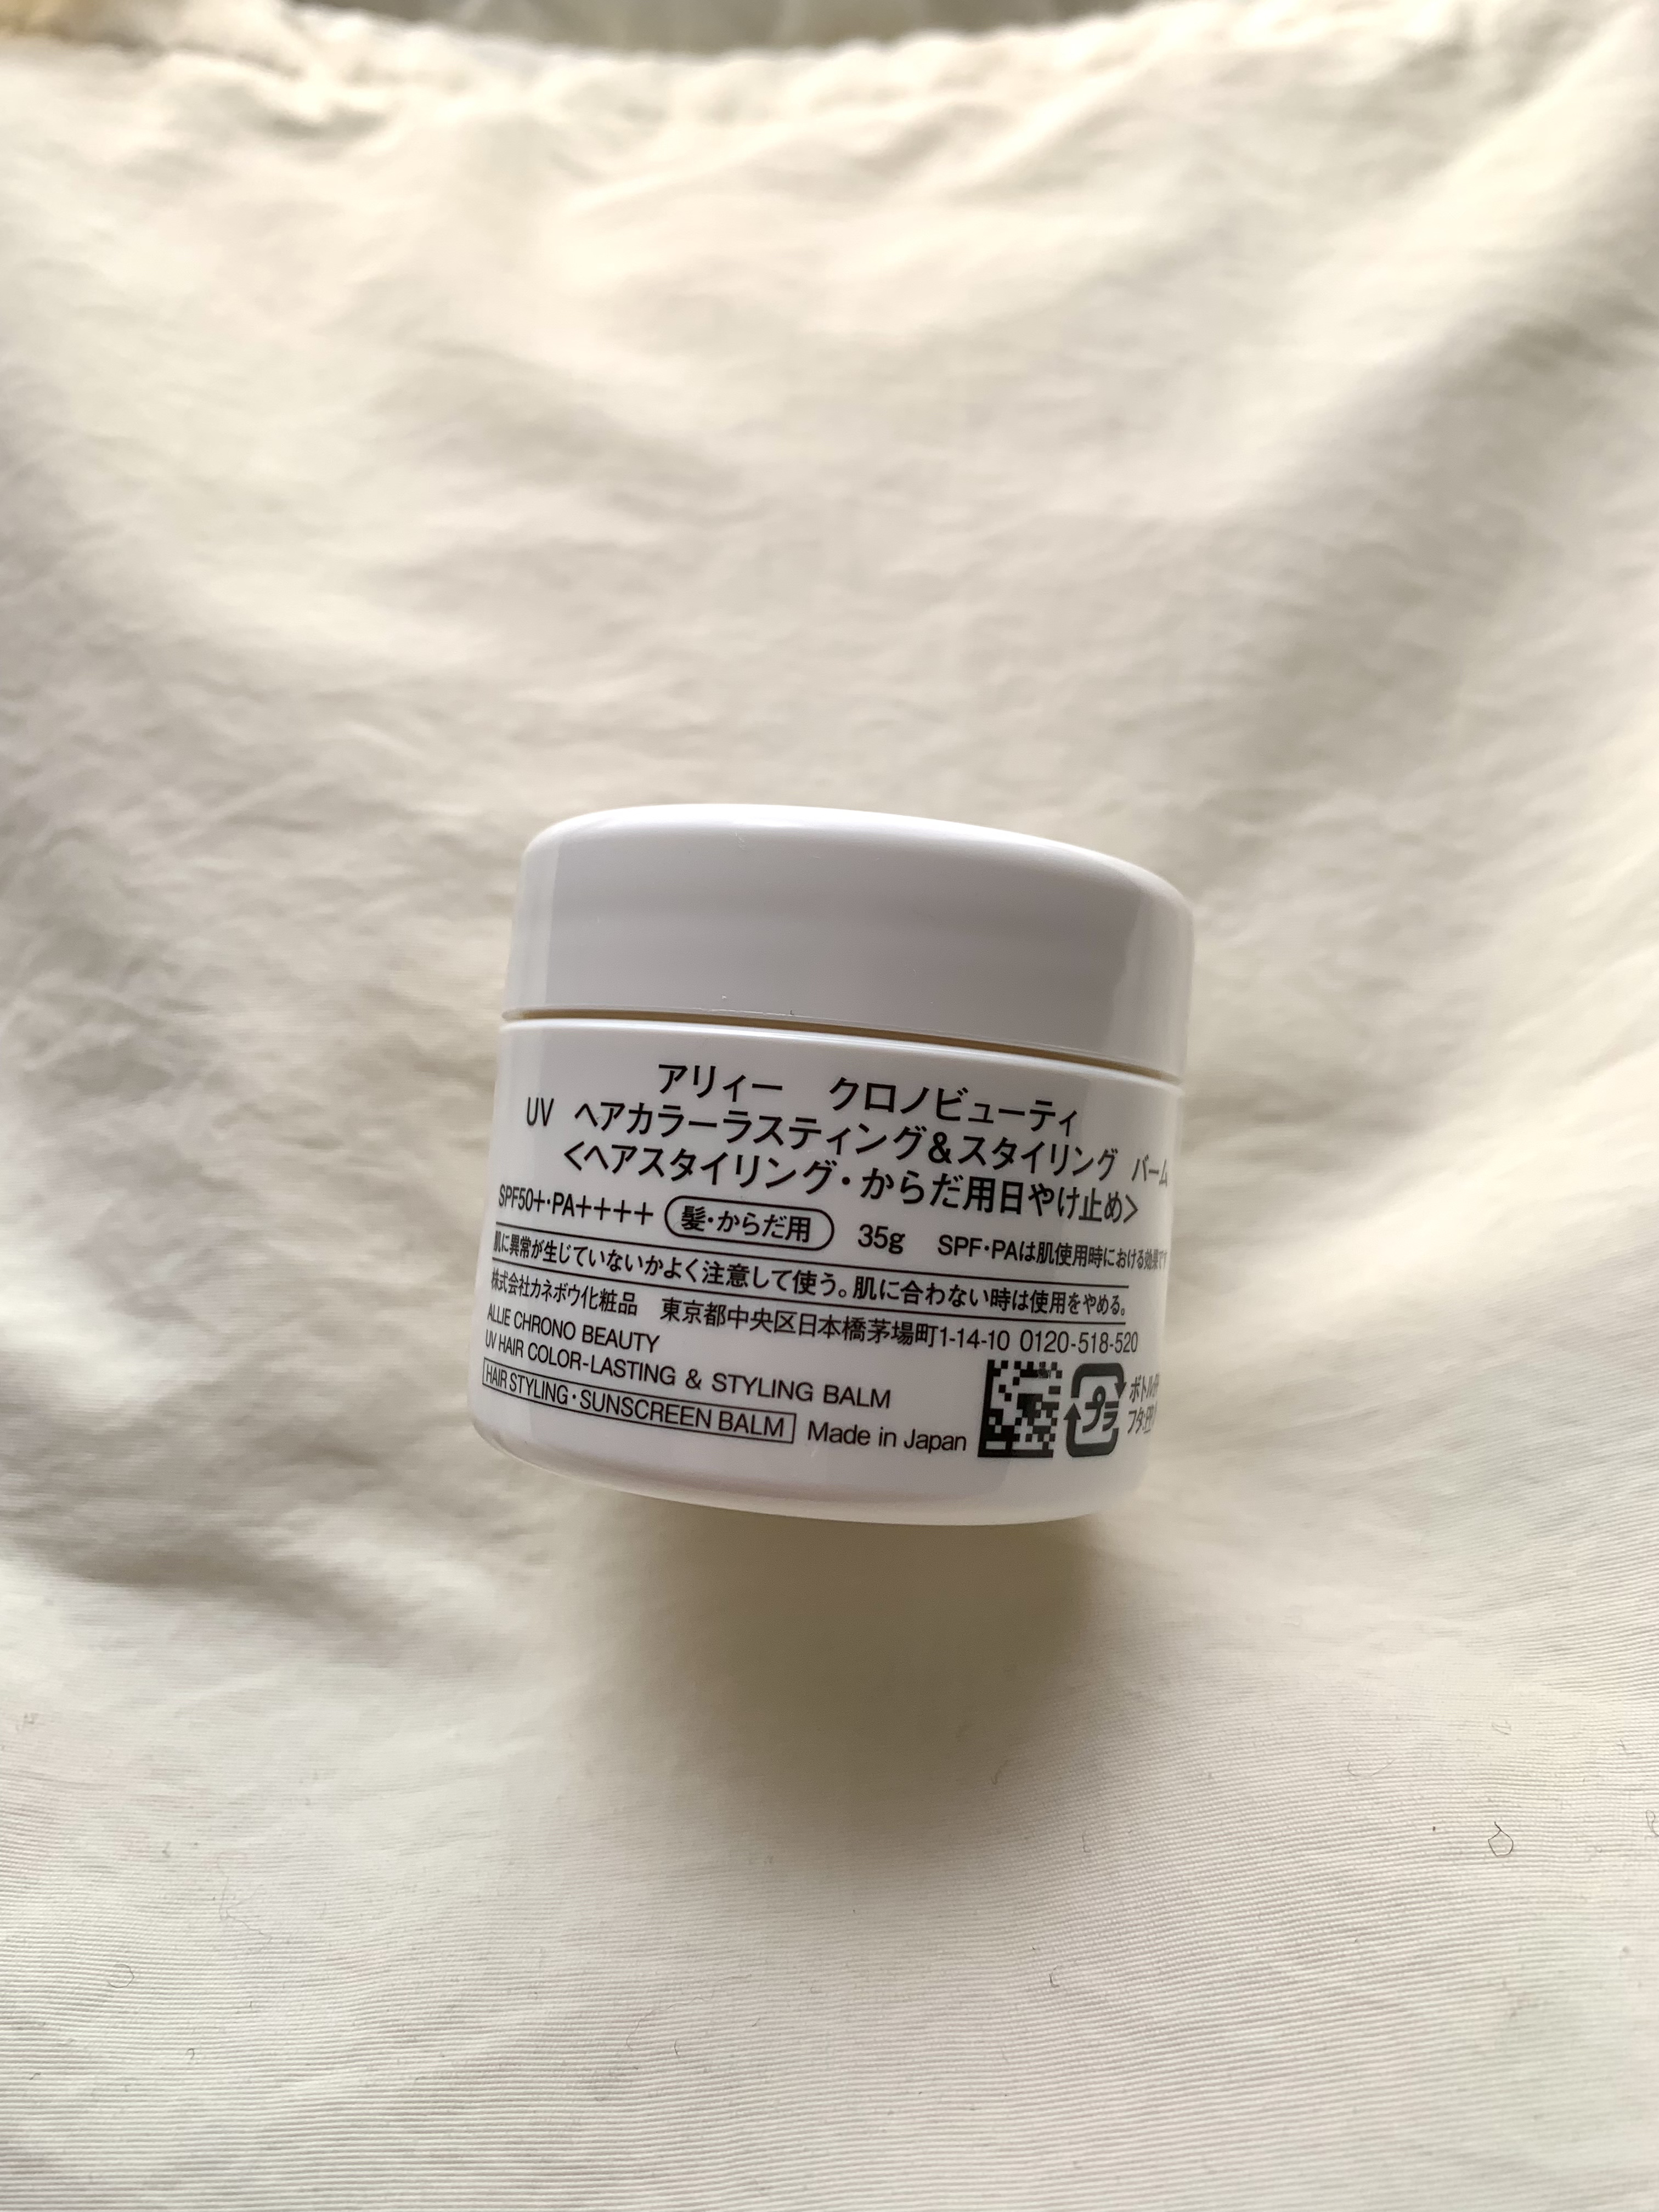 アリィー　クロノビューティ
UV ヘアカラーラスティング&スタイリング バーム
<ヘアスタイリング・からだ用日やけ止め>
SPF50+・PA++++ 髪・からだ用 35g SPF・PAは肌使用時における効果です
肌に異常が生じていないかよく注意して使う。肌に合わない時は使用をやめる。
株式会社カネボウ化粧品 東京都中央区日本橋茅場町1-14-10 0120-518-520
ALLIE CHRONO BEAUTY
UV HAIR COLOR-LASTING & STYLING BALM
HAIR STYLING・SUNSCREEN BALM Made in Japan
プラ